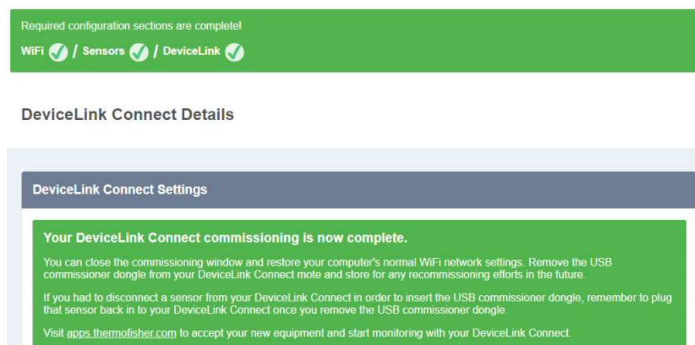 Required configuration sections are complete!
WiFi / Sensors / DeviceLink
DeviceLink Connect Details
DeviceLink Connect Settings
Your DeviceLink Connect commissioning is now complete.
You can close the commissioning window and restore your computer's normal WiFi network settings. Remove the USB
commissioner dongle from your DeviceLink Connect mote and store for any recommissioning efforts in the future.
If you had to disconnect a sensor from your DeviceLink Connect in order to insert the USB commissioner dongle, remember to plug
that sensor back in to your DeviceLink Connect once you remove the USB commissioner dongle.
Visit apps.thermofisher.com to accept your new equipment and start monitoring with your DeviceLink Connect.